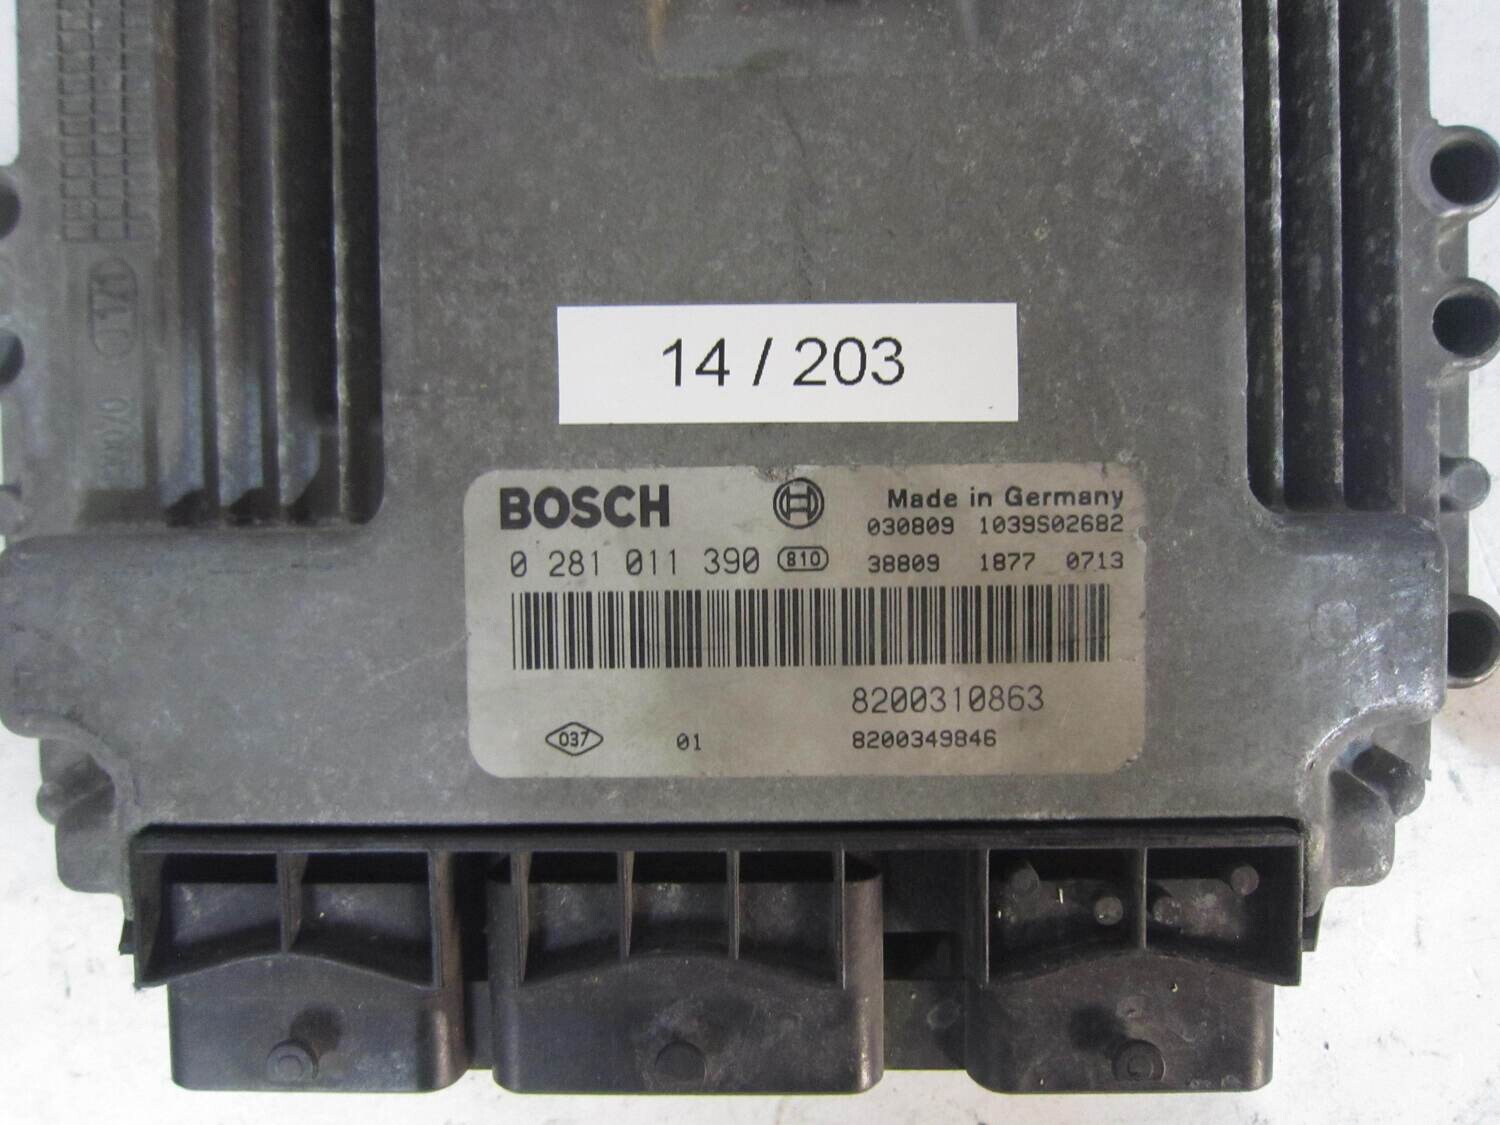 14 / 203
BOSCH Made in Germany
030809 1039S02682
0 281 011 390 810 38809 1877 0713
8200310863
037 01 8200349846